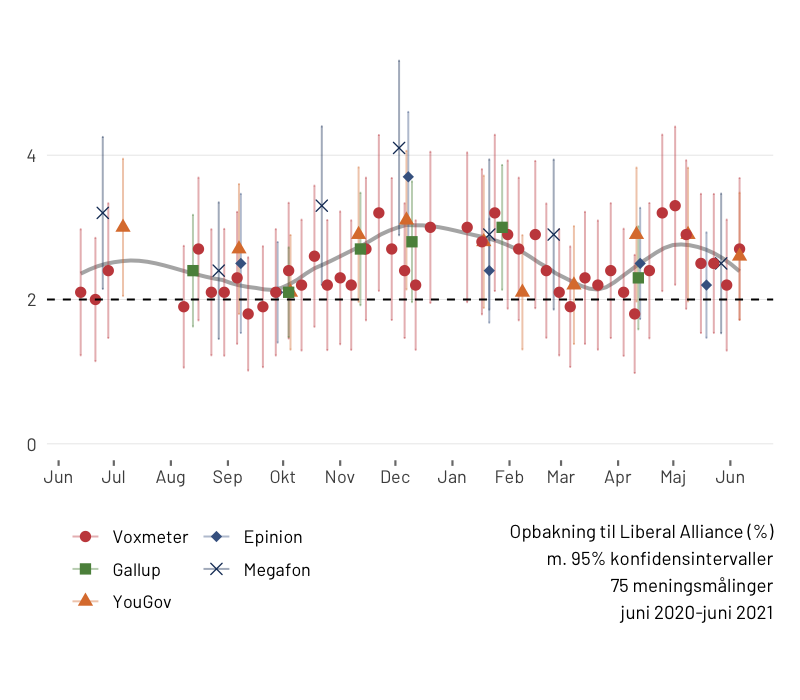 4
2
0
Jun Jul Aug Sep Okt Nov Dec Jan Feb Mar Apr Maj Jun
Voxmeter Epinion
Gallup Megafon
YouGov
Opbakning til Liberal Alliance (%)
m. 95% konfidensintervaller
75 meningsmålinger
juni 2020-juni 2021